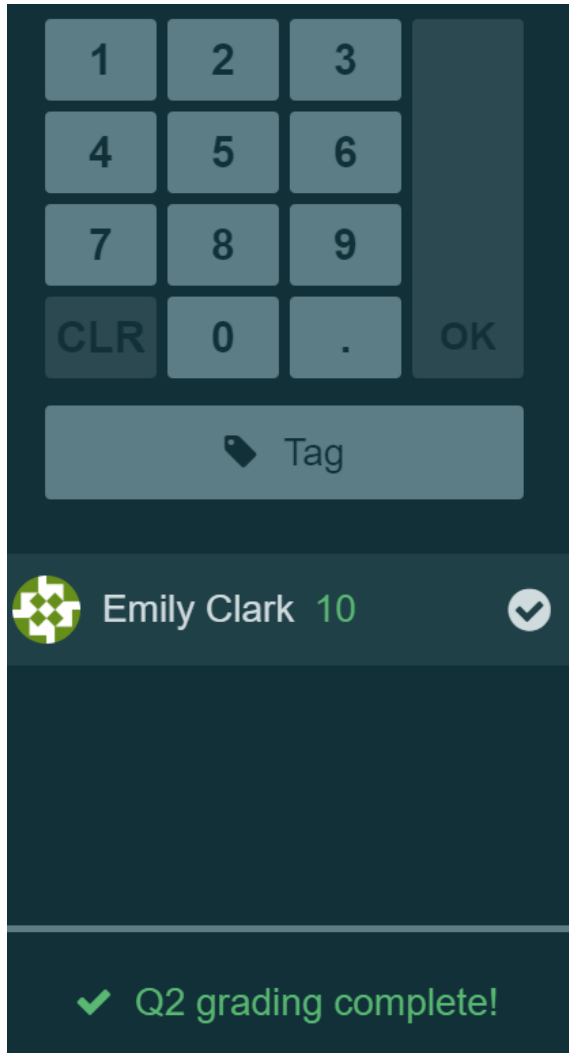 1 2 3
4 5 6
7 8 9
CLR 0 . OK
Tag
Emily Clark 10
Q2 grading complete!